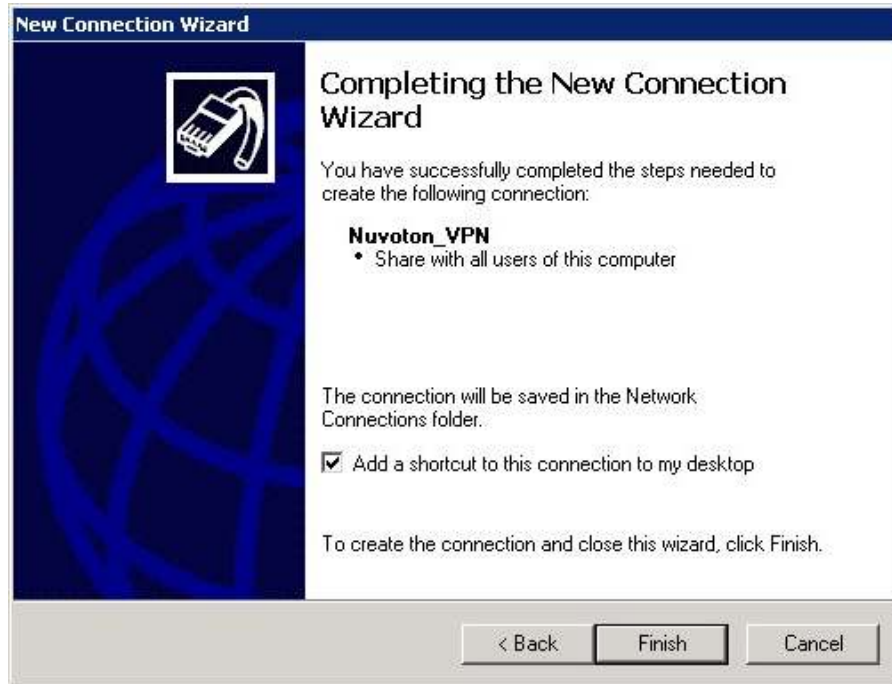 New Connection Wizard
Completing the New Connection
Wizard
You have successfully completed the steps needed to
create the following connection:
Nuvoton_VPN
• Share with all users of this computer
The connection will be saved in the Network
Connections folder.
Add a shortcut to this connection to my desktop
To create the connection and close this wizard, click Finish.
< Back Finish Cancel